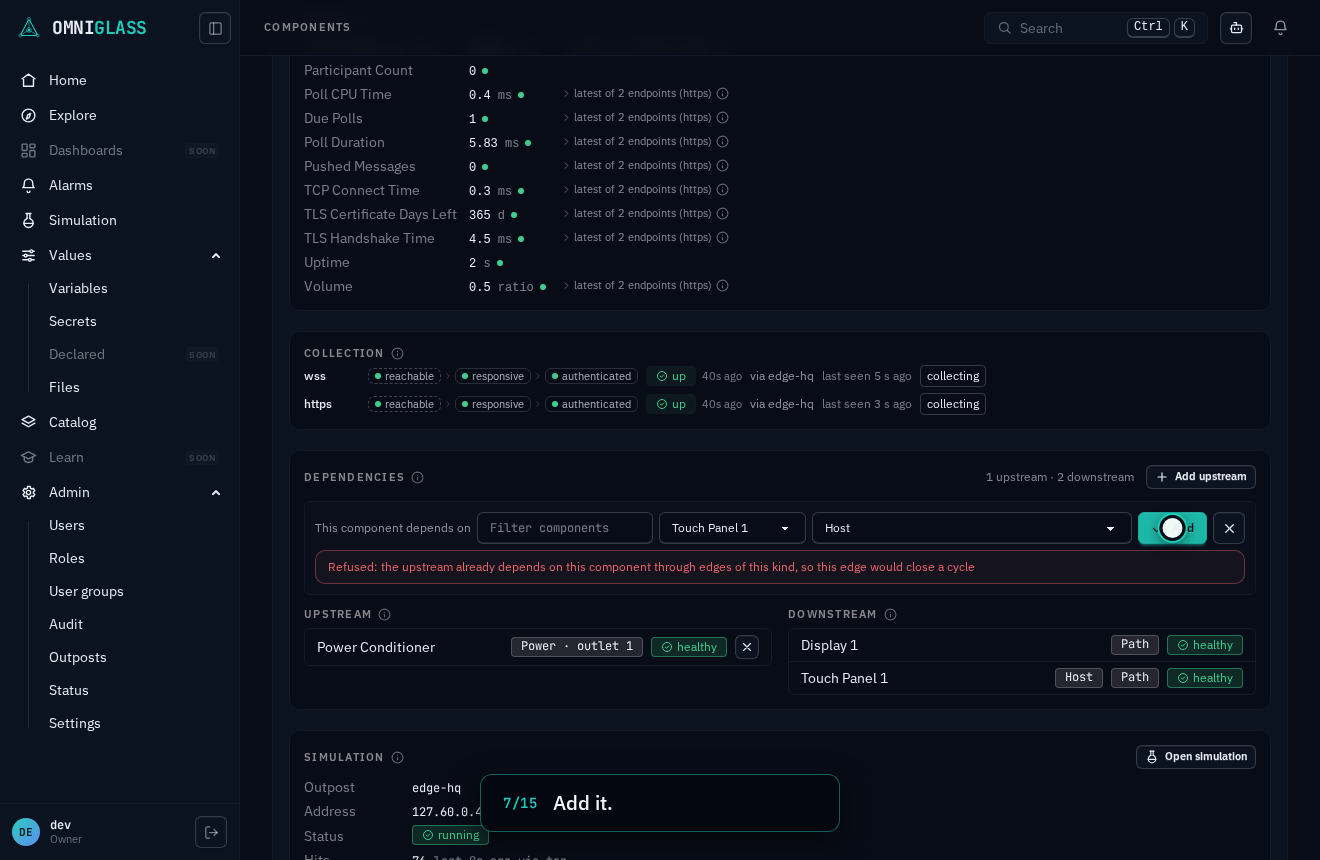 OMNIGLASS
COMPONENTS
Search
Ctrl
K
Home
Explore
Dashboards SOON
Alarms
Simulation
Values
Variables
Secrets
Declared SOON
Files
Catalog
Learn SOON
Admin
Users
Roles
User groups
Audit
Outposts
Status
Settings
DE
dev
Owner
Participant Count 0
Poll CPU Time 0.4 ms latest of 2 endpoints (https)
Due Polls 1 latest of 2 endpoints (https)
Poll Duration 5.83 ms latest of 2 endpoints (https)
Pushed Messages 0 latest of 2 endpoints (https)
TCP Connect Time 0.3 ms latest of 2 endpoints (https)
TLS Certificate Days Left 365 d latest of 2 endpoints (https)
TLS Handshake Time 4.5 ms latest of 2 endpoints (https)
Uptime 2 s
Volume 0.5 ratio latest of 2 endpoints (https)
COLLECTION
wss reachable responsive authenticated up 40s ago via edge-hq last seen 5 s ago collecting
https reachable responsive authenticated up 40s ago via edge-hq last seen 3 s ago collecting
DEPENDENCIES 1 upstream · 2 downstream Add upstream
This component depends on Filter components Touch Panel 1 Host
Refused: the upstream already depends on this component through edges of this kind, so this edge would close a cycle
UPSTREAM
Power Conditioner Power · outlet 1 healthy
DOWNSTREAM
Display 1 Path healthy
Touch Panel 1 Host Path healthy
SIMULATION Open simulation
Outpost edge-hq
Address 127.60.0.4
Status running
7/15 Add it.